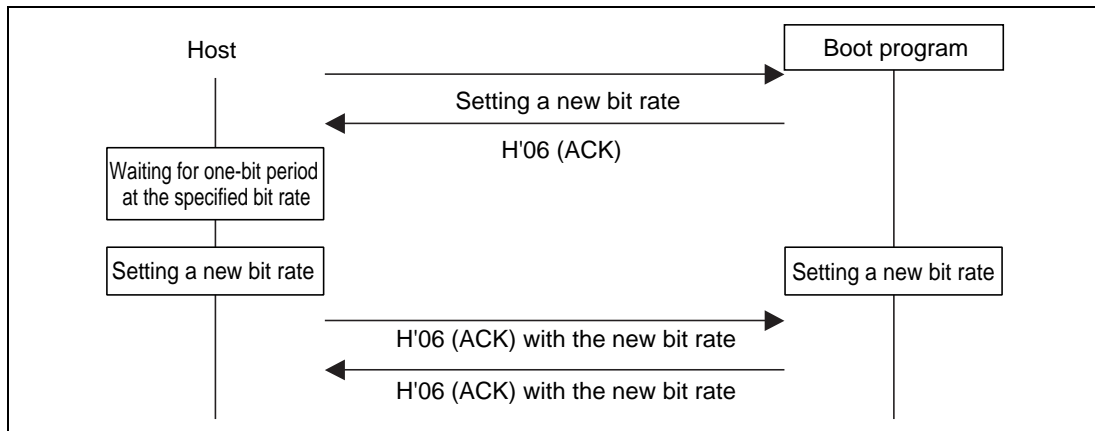 Host
Boot program
Setting a new bit rate
H'06 (ACK)
Waiting for one-bit period
at the specified bit rate
Setting a new bit rate
Setting a new bit rate
H'06 (ACK) with the new bit rate
H'06 (ACK) with the new bit rate